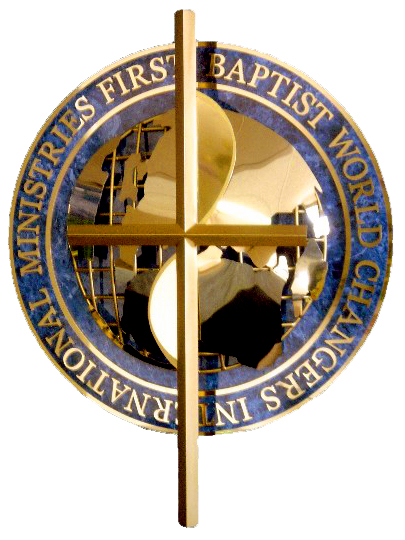 FIRST BAPTIST WORLD CHANGERS INTERNATIONAL MINISTRIES